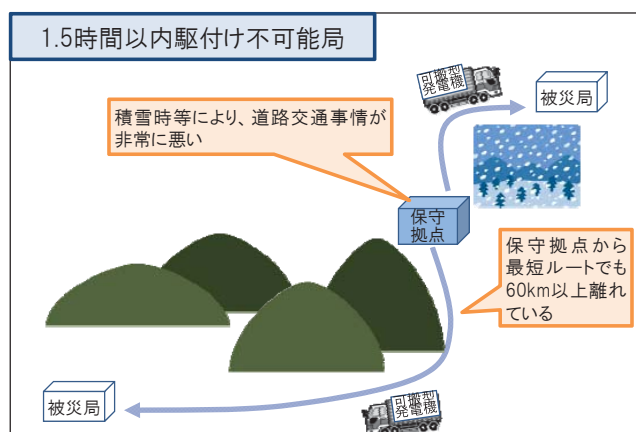 1.5時間以内駆付け不可能局
可搬型
発電機
被災局
積雪時等により、道路交通事情が
非常に悪い
保守
拠点
保守拠点から
最短ルートでも
60km以上離れ
ている
被災局
可搬型
発電機